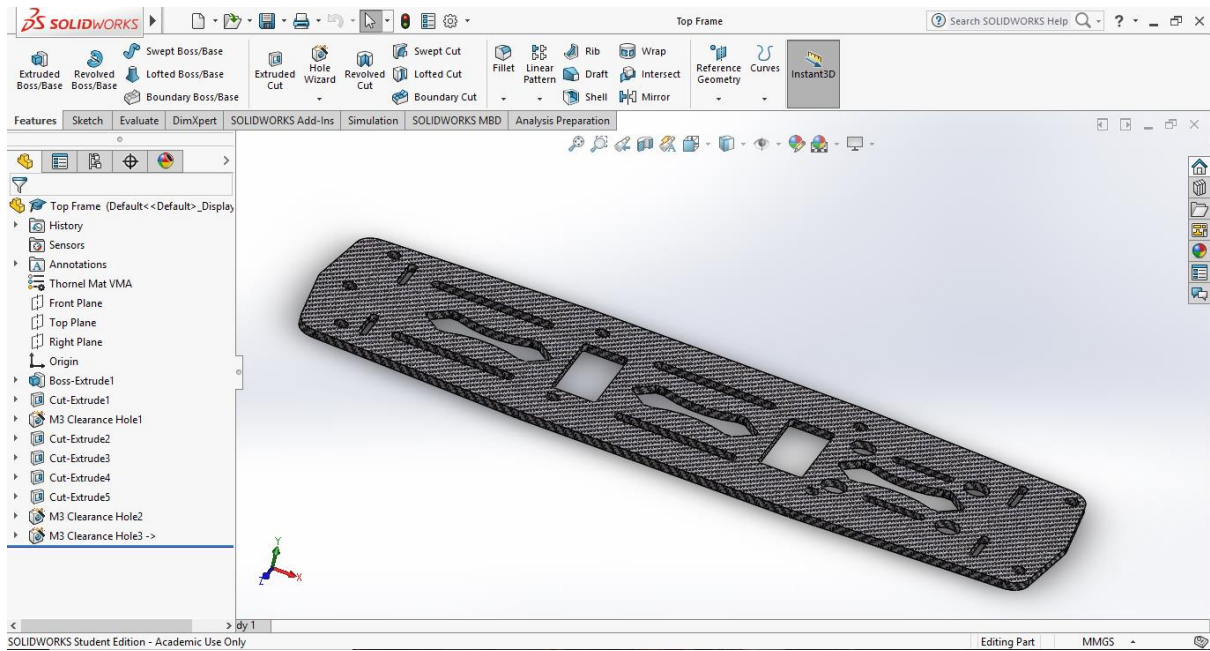 SOLIDWORKS
Top Frame
Search SOLIDWORKS Help
Extruded Boss/Base
Revolved Boss/Base
Swept Boss/Base
Lofted Boss/Base
Boundary Boss/Base
Extruded Cut
Hole Wizard
Revolved Cut
Swept Cut
Lofted Cut
Boundary Cut
Fillet
Linear Pattern
Rib
Draft
Shell
Wrap
Intersect
Mirror
Reference Geometry
Curves
Instant3D
Features Sketch Evaluate DimXpert SOLIDWORKS Add-Ins Simulation SOLIDWORKS MBD Analysis Preparation
Top Frame (Default<<Default>_Display
History
Sensors
A Annotations
Thornel Mat VMA
Front Plane
Top Plane
Right Plane
Origin
Boss-Extrude1
Cut-Extrude1
M3 Clearance Hole1
Cut-Extrude2
Cut-Extrude3
Cut-Extrude4
Cut-Extrude5
M3 Clearance Hole2
M3 Clearance Hole3 ->
Y
X
Z
dy 1
SOLIDWORKS Student Edition - Academic Use Only
Editing Part
MMGS